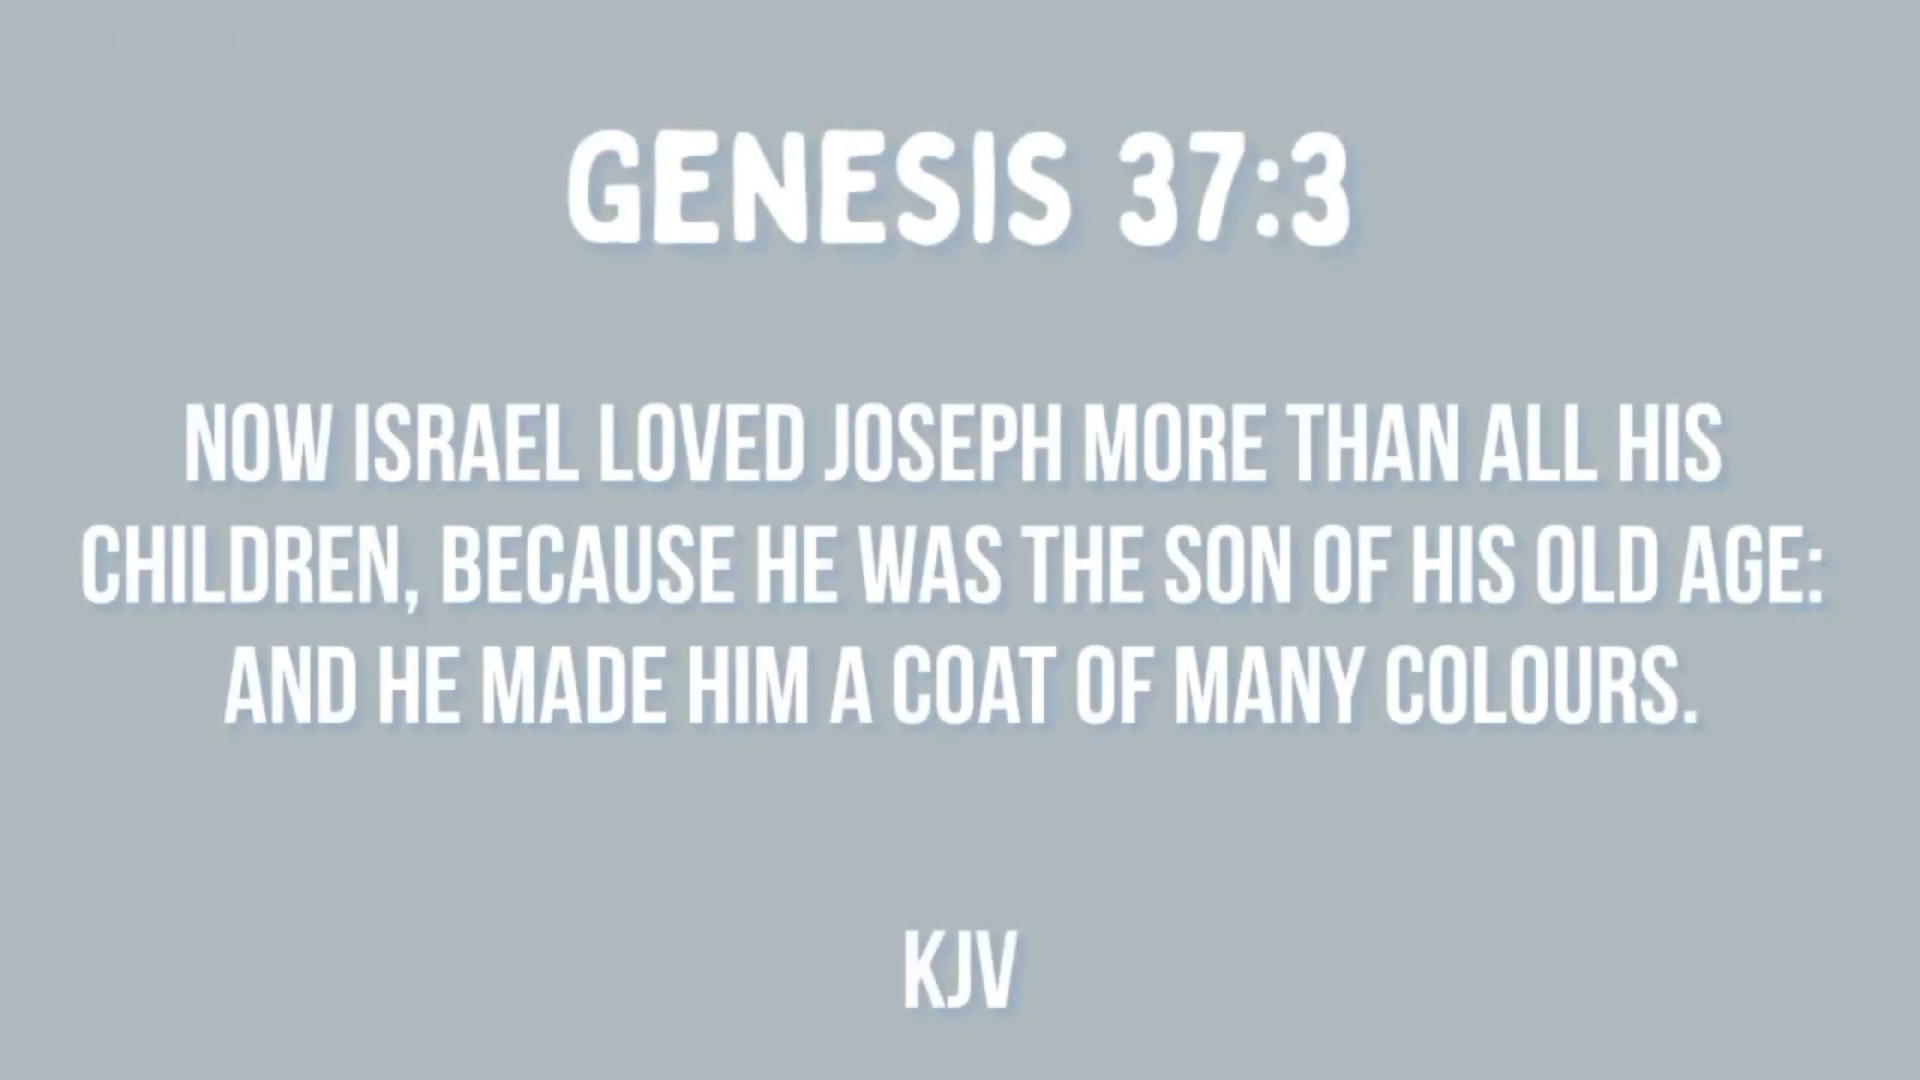 GENESIS 37:3
NOW ISRAEL LOVED JOSEPH MORE THAN ALL HIS
CHILDREN, BECAUSE HE WAS THE SON OF HIS OLD AGE:
AND HE MADE HIM A COAT OF MANY COLOURS.
KJV